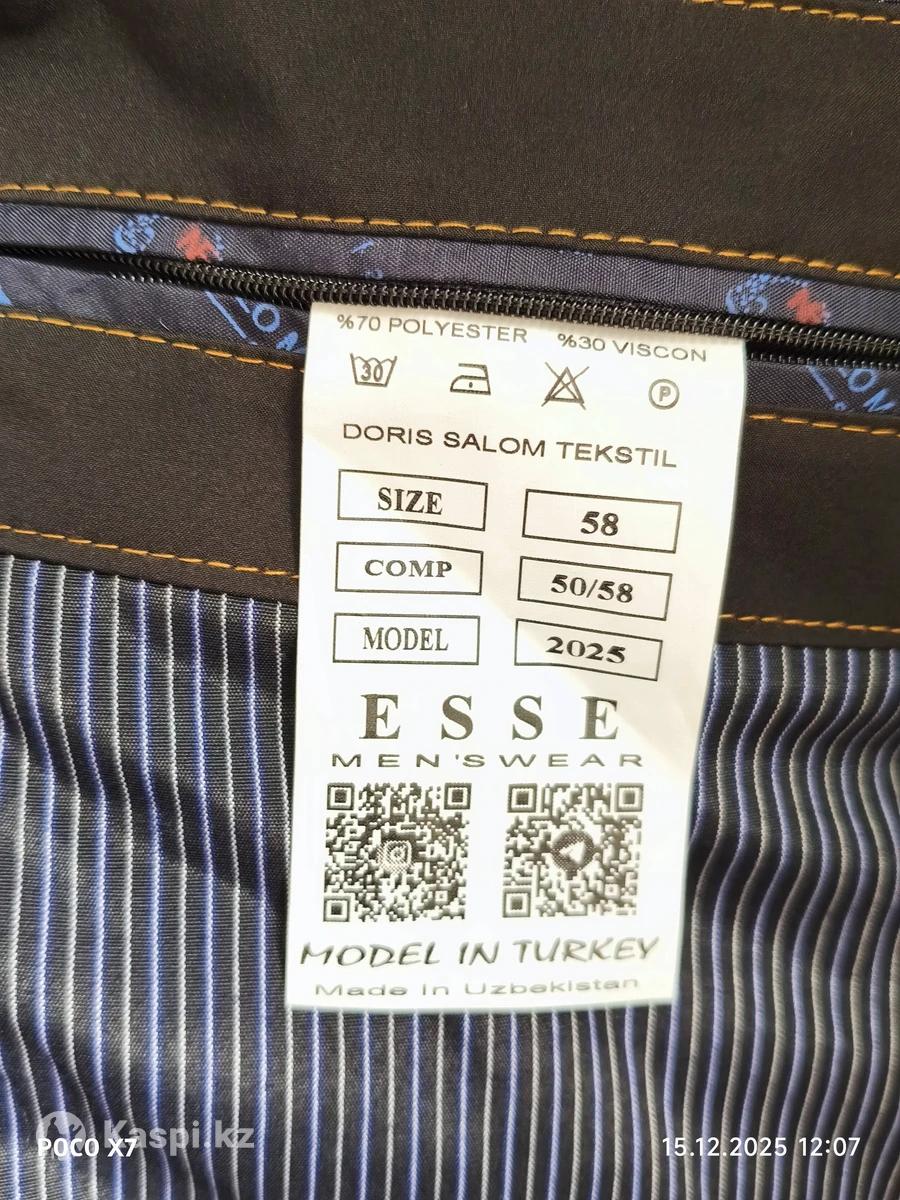 %70 POLYESTER %30 VISCON
30 P
DORIS SALOM TEKSTIL
SIZE 58
COMP 50/58
MODEL 2025
ESSE
MEN'SWEAR
MODEL IN TURKEY
Made In Uzbekistan
Kaspi.kz
POCO X7 15.12.2025 12:07